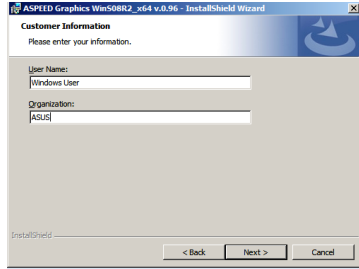 ASPEED Graphics WinS08R2_x64 v.0.96 - InstallShield Wizard
Customer Information
Please enter your information.
User Name:
Windows User
Organization:
ASUS
InstallShield
< Back
Next >
Cancel